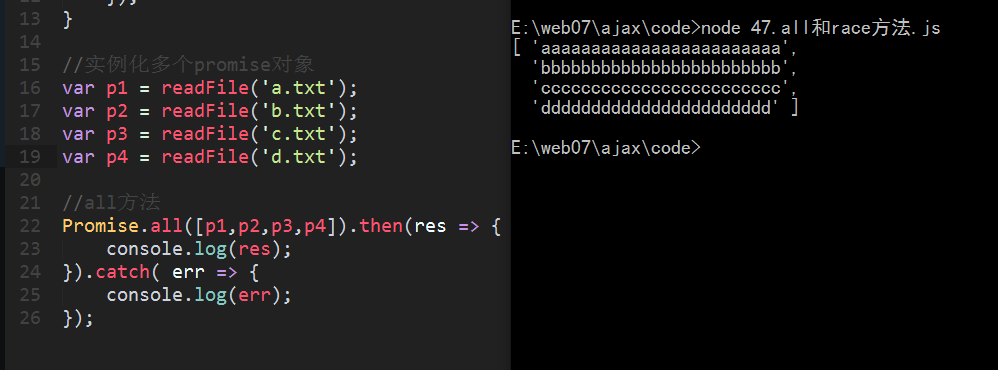 12 });
13 }
14
15 //实例化多个promise对象
16 var p1 = readFile('a.txt');
17 var p2 = readFile('b.txt');
18 var p3 = readFile('c.txt');
19 var p4 = readFile('d.txt');
20
21 //all方法
22 Promise.all([p1,p2,p3,p4]).then(res => {
23 console.log(res);
24 }).catch( err => {
25 console.log(err);
26 });
E:\web07\ajax\code>node 47.all和race方法.js
[ 'aaaaaaaaaaaaaaaaaaaaaaaa',
'bbbbbbbbbbbbbbbbbbbbbbbb',
'cccccccccccccccccccccccc',
'ddddddddddddddddddddddd' ]
E:\web07\ajax\code>